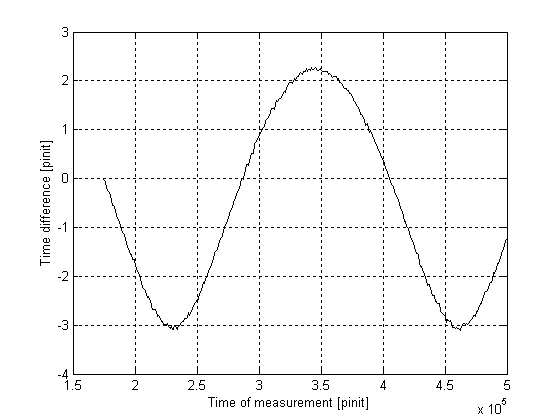 3
2
1
0
-1
-2
-3
-4
Time difference [pinit]
1.5 2 2.5 3 3.5 4 4.5 5
Time of measurement [pinit]
x 10^5